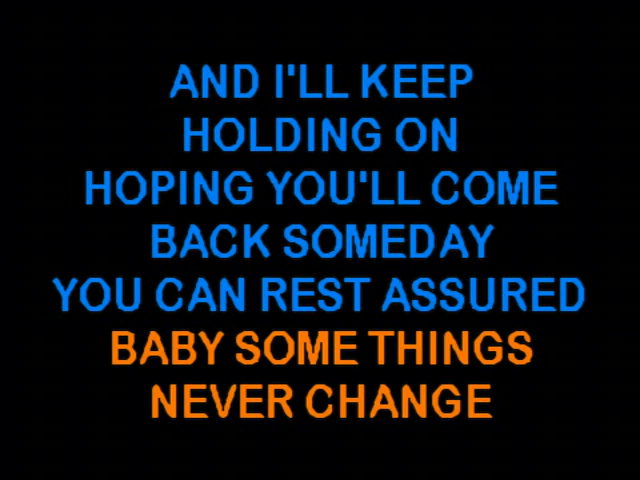 AND I'LL KEEP
HOLDING ON
HOPING YOU'LL COME
BACK SOMEDAY
YOU CAN REST ASSURED
BABY SOME THINGS
NEVER CHANGE